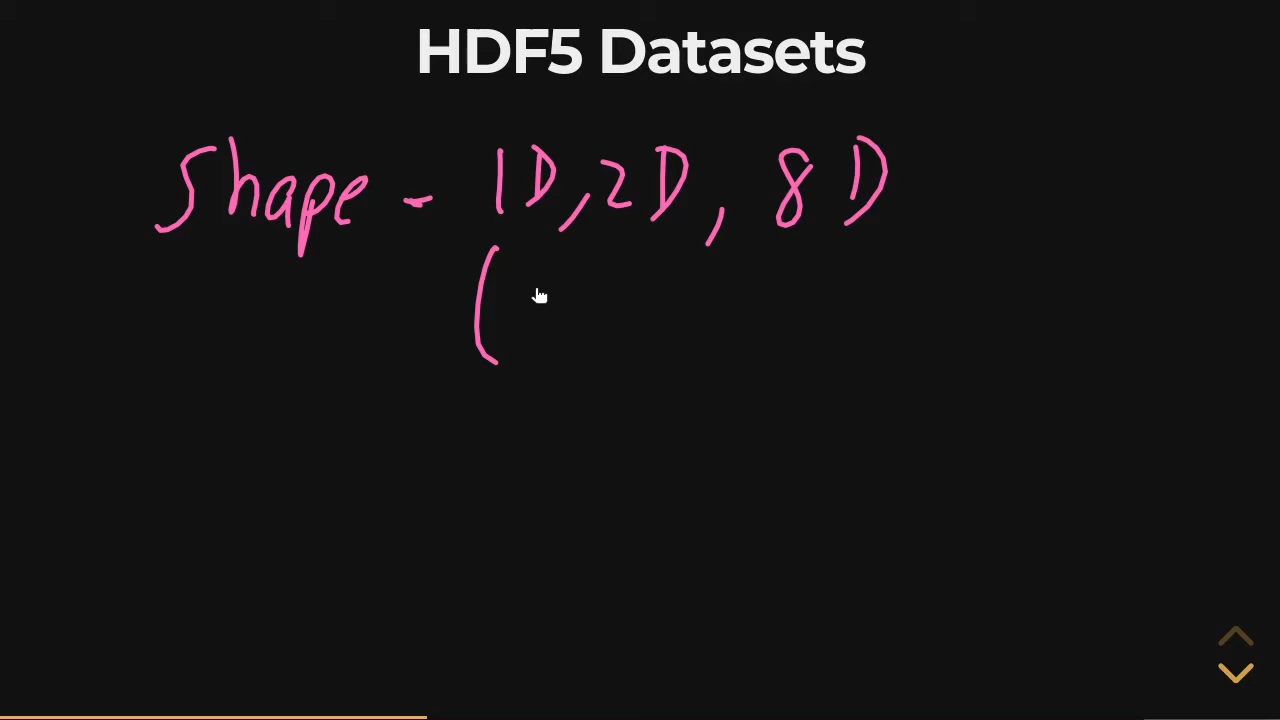 HDF5 Datasets
Shape - 1D, 2D, 8D
(